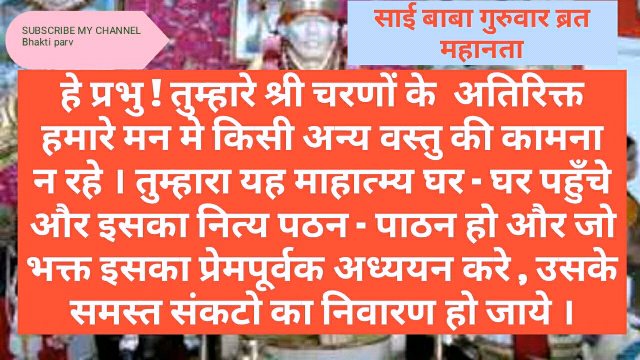 SUBSCRIBE MY CHANNEL
Bhakti parv
साई बाबा गुरुवार ब्रत
महानता
हे प्रभु ! तुम्हारे श्री चरणों के अतिरिक्त
हमारे मन मे किसी अन्य वस्तु की कामना
न रहे । तुम्हारा यह माहात्म्य घर - घर पहुँचे
और इसका नित्य पठन - पाठन हो और जो
भक्त इसका प्रेमपूर्वक अध्ययन करे , उसके
समस्त संकटो का निवारण हो जाये ।